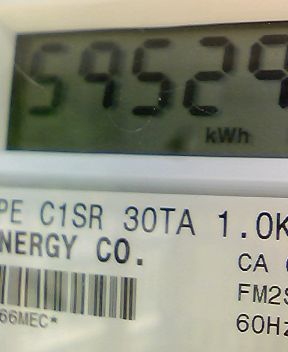 59529
kWh
PE C1SR 30TA 1.0K
NERGY CO.
CA
FM2S
66MEC*
60Hz